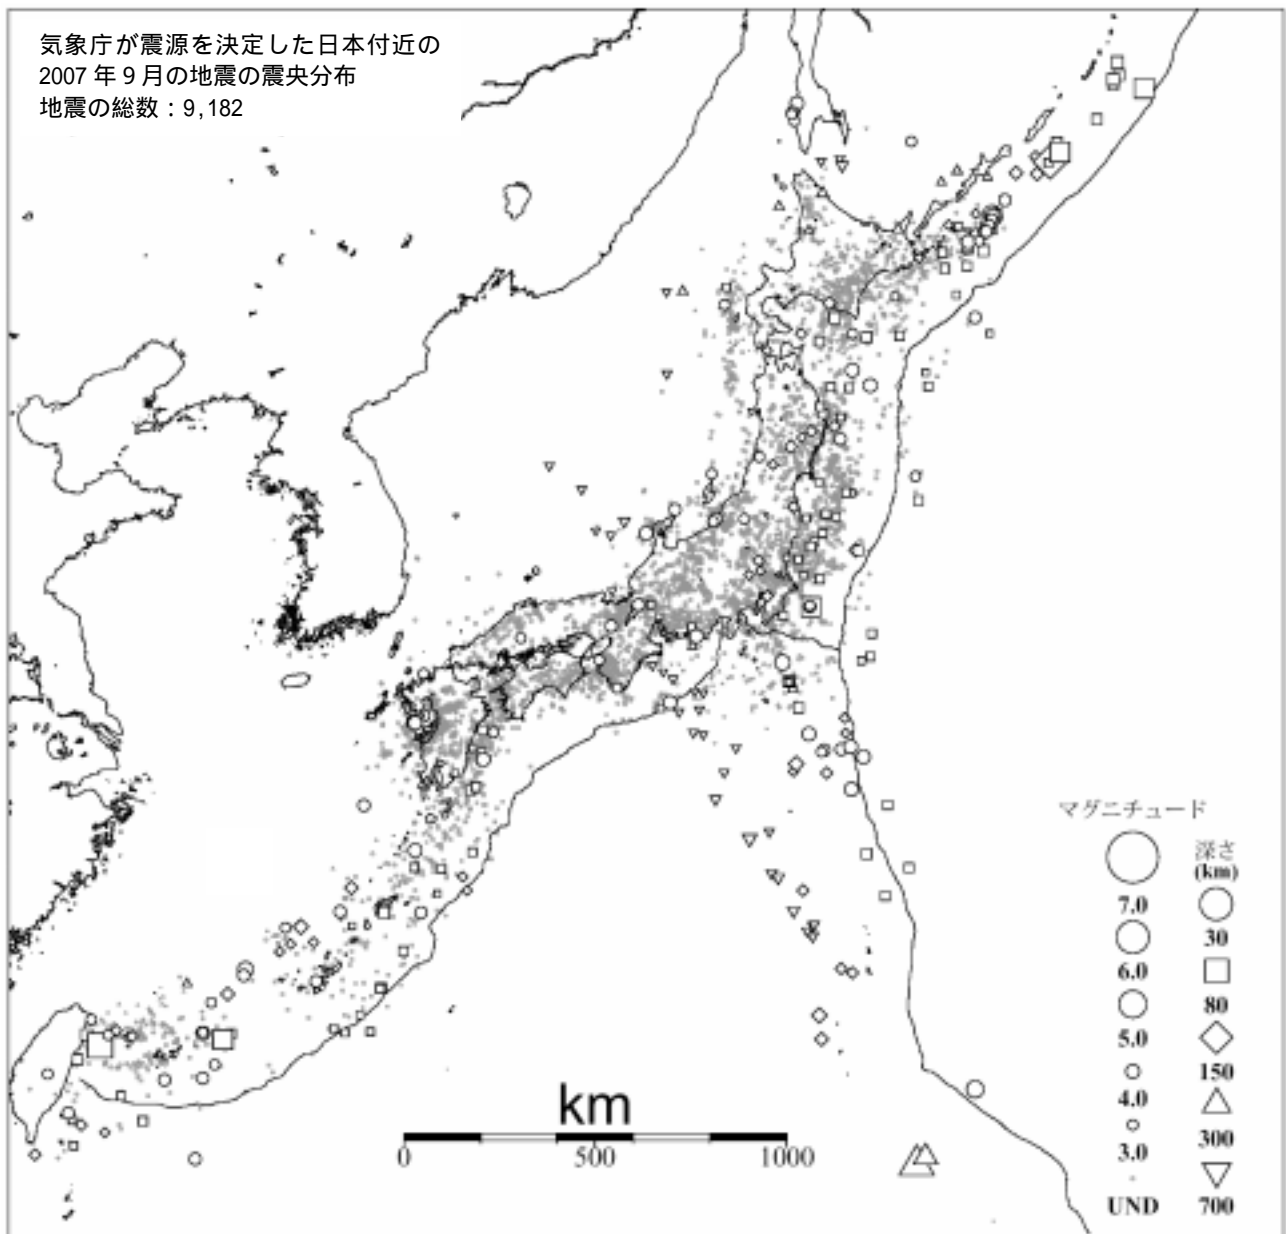 気象庁が震源を決定した日本付近の
2007 年 9 月の地震の震央分布
地震の総数：9,182
マグニチュード
深さ
(km)
7.0
30
6.0
80
5.0
150
4.0
300
3.0
UND
700
km
0 500 1000